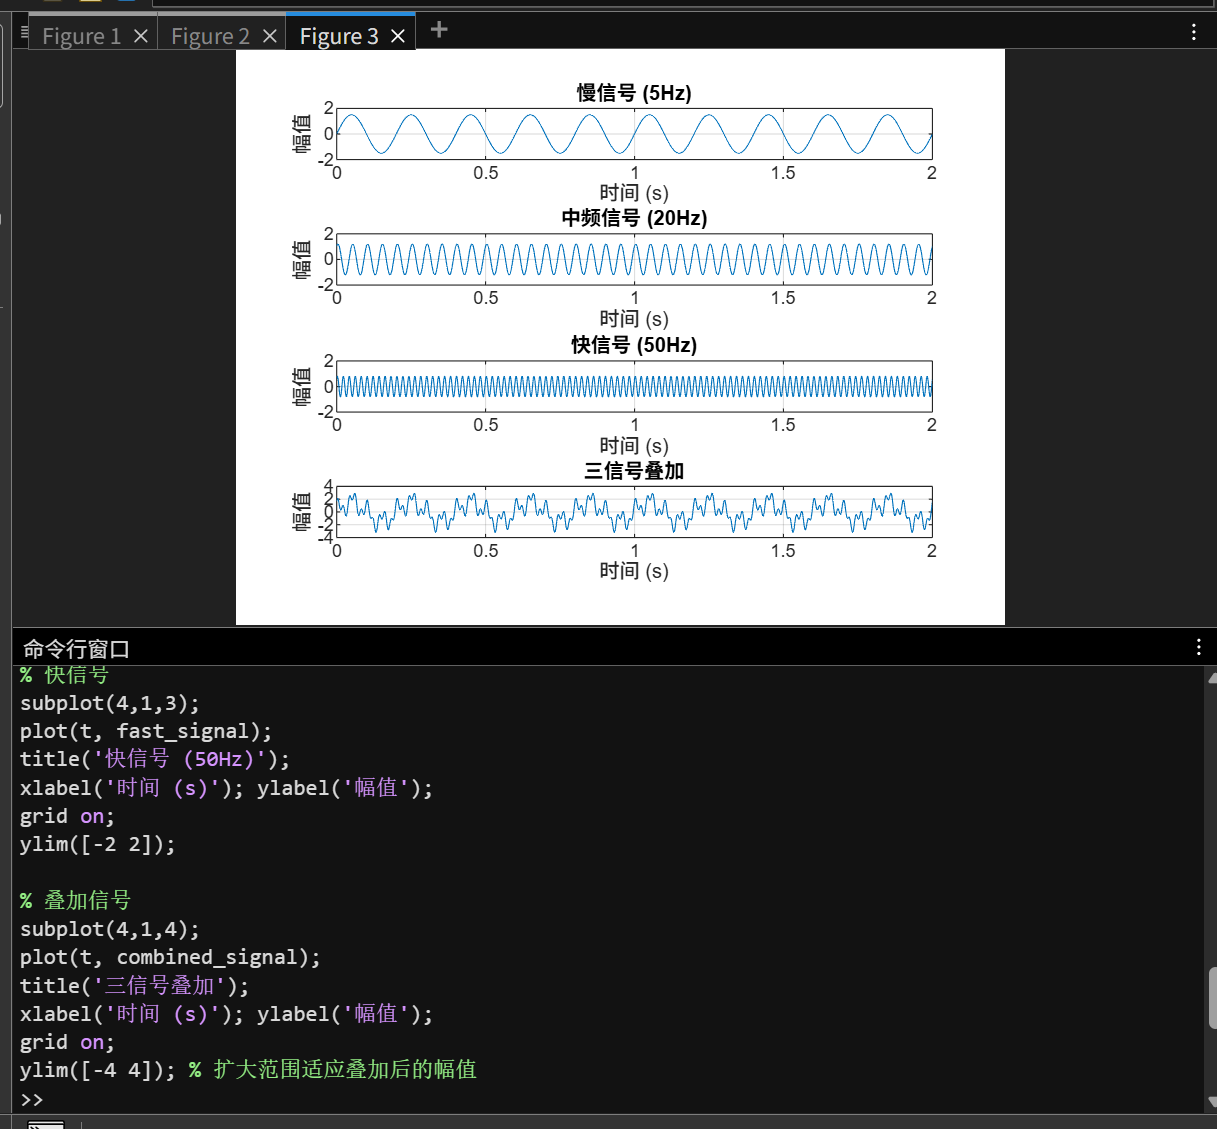 Figure 1 × Figure 2 × Figure 3 × +
慢信号 (5Hz)
幅值
2
0
-2
0 0.5 1 1.5 2
时间 (s)
中频信号 (20Hz)
幅值
2
0
-2
0 0.5 1 1.5 2
时间 (s)
快信号 (50Hz)
幅值
2
0
-2
0 0.5 1 1.5 2
时间 (s)
三信号叠加
幅值
4
2
0
-2
-4
0 0.5 1 1.5 2
时间 (s)
命令行窗口
% 快信号
subplot(4,1,3);
plot(t, fast_signal);
title('快信号 (50Hz)');
xlabel('时间 (s)'); ylabel('幅值');
grid on;
ylim([-2 2]);
% 叠加信号
subplot(4,1,4);
plot(t, combined_signal);
title('三信号叠加');
xlabel('时间 (s)'); ylabel('幅值');
grid on;
ylim([-4 4]); % 扩大范围适应叠加后的幅值
>>